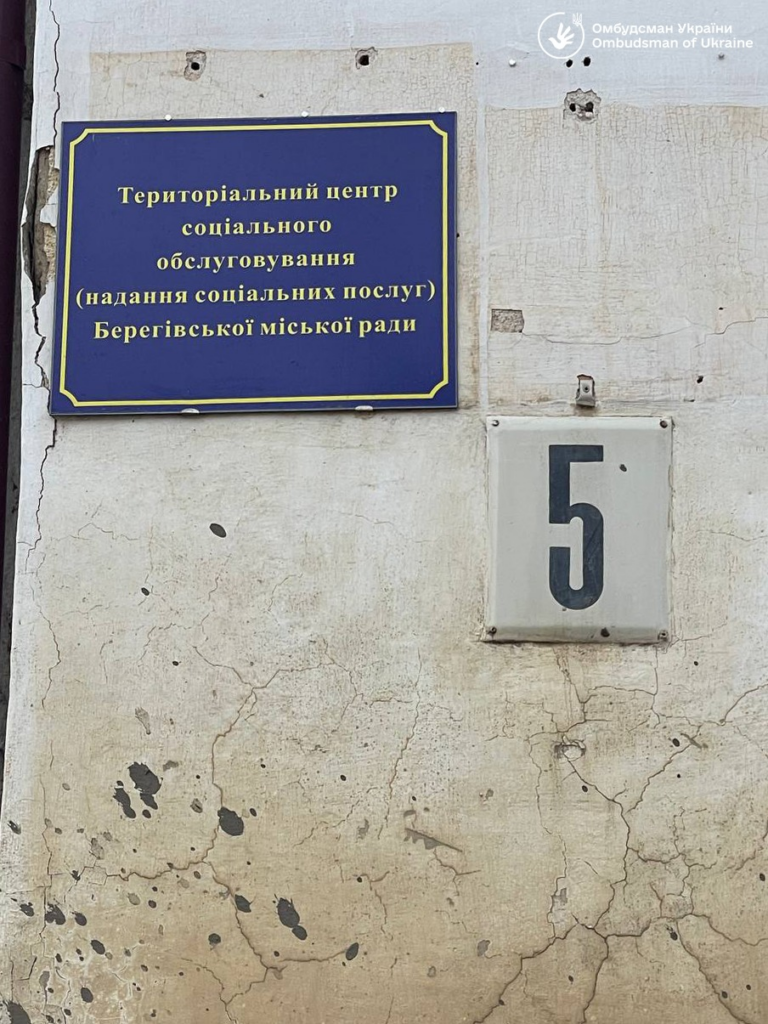 Омбудсман України
Ombudsman of Ukraine
Територіальний центр
соціального
обслуговування
(надання соціальних послуг)
Берегівської міської ради
5